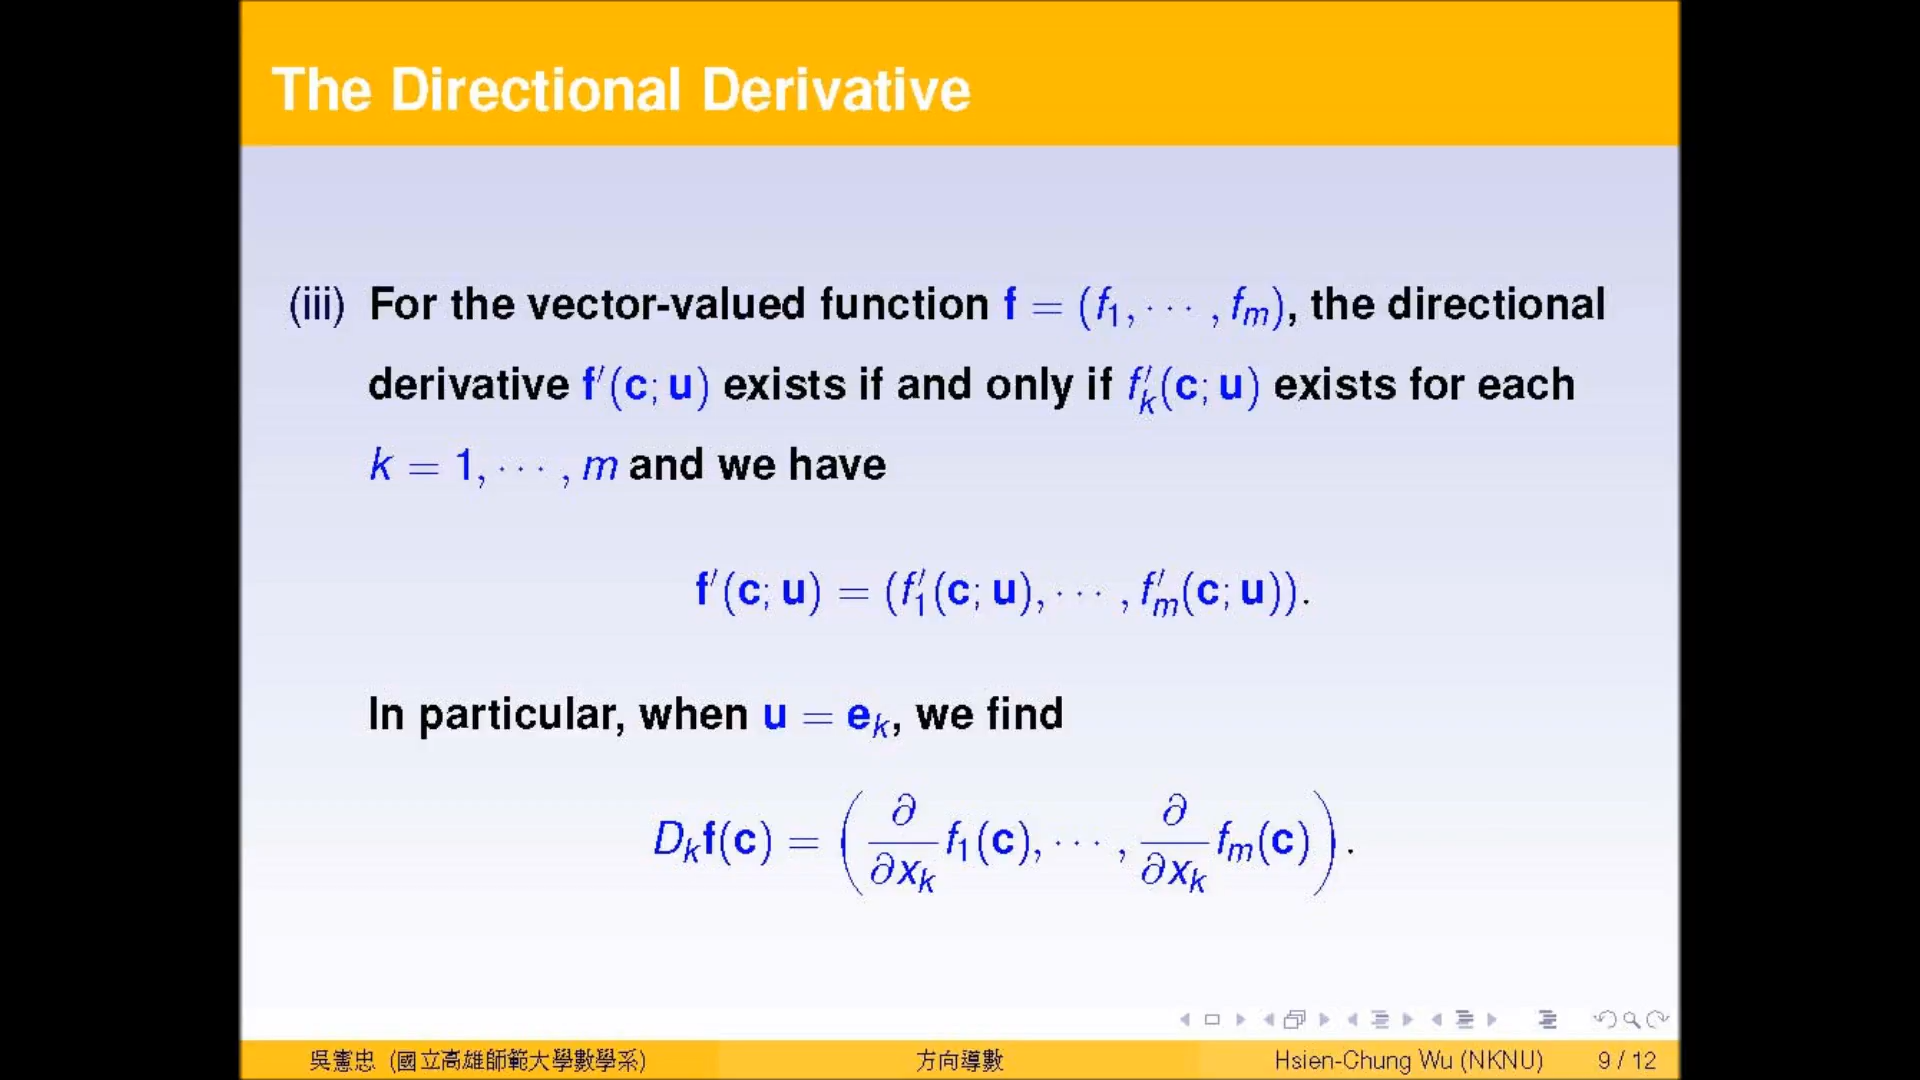 The Directional Derivative
(iii) For the vector-valued function f = (f₁, ⋯ , fₘ), the directional
derivative f′(c; u) exists if and only if f′ₖ(c; u) exists for each
k = 1, ⋯ , m and we have
f′(c; u) = (f′₁(c; u), ⋯ , f′ₘ(c; u)).
In particular, when u = eₖ, we find
Dₖf(c) = (∂/∂xₖ f₁(c), ⋯ , ∂/∂xₖ fₘ(c)).
吳憲忠 (國立高雄師範大學數學系) 方向導數 Hsien-Chung Wu (NKNU) 9 / 12